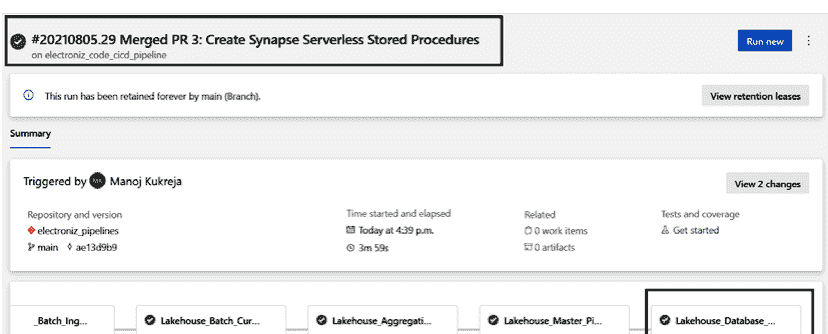 #20210805.29 Merged PR 3: Create Synapse Serverless Stored Procedures
on electroniz_code_cicd_pipeline
Run new
This run has been retained forever by main (Branch).
View retention leases
Summary
Triggered by MK Manoj Kukreja
View 2 changes
Repository and version
Time started and elapsed
Related
Tests and coverage
electroniz_pipelines
Today at 4:39 p.m.
0 work items
Get started
main ae13d9b9
3m 59s
0 artifacts
_Batch_Ing...
Lakehouse_Batch_Cur...
Lakehouse_Aggregati...
Lakehouse_Master_Pi...
Lakehouse_Database_...